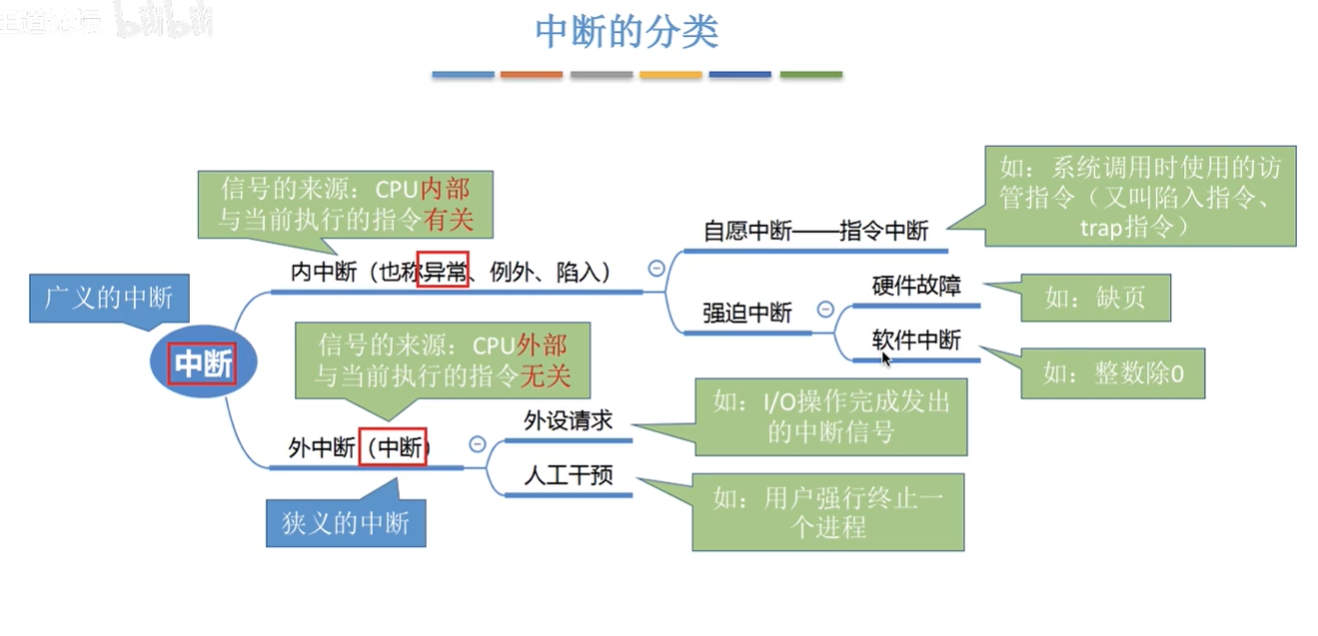 王道论坛 bilibili
中断的分类
信号的来源：CPU内部
与当前执行的指令有关
如：系统调用时使用的访
管指令（又叫陷入指令、
trap指令）
自愿中断——指令中断
内中断（也称异常、例外、陷入）
广义的中断
硬件故障
如：缺页
强迫中断
软件中断
信号的来源：CPU外部
与当前执行的指令无关
中断
如：整数除0
如：I/O操作完成发出
的中断信号
外设请求
外中断（中断）
人工干预
如：用户强行终止一
个进程
狭义的中断